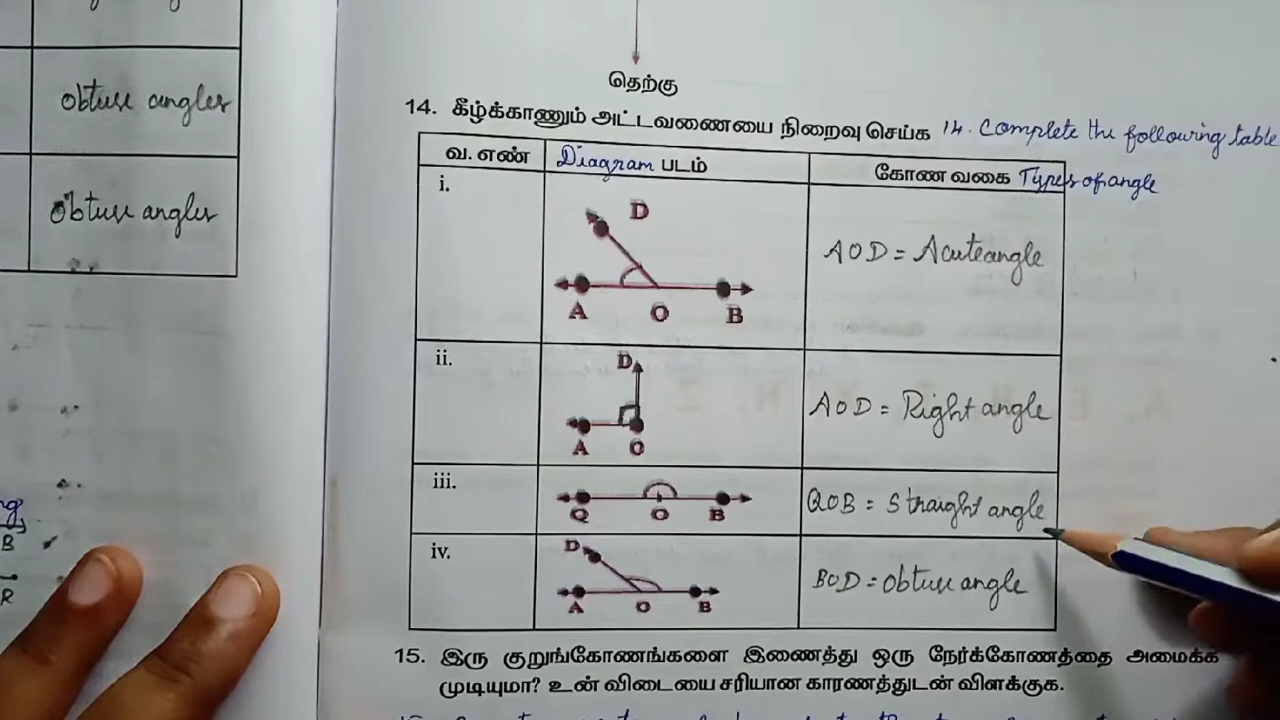 obtuse angles
obtuse angles
தெற்கு
14. கீழ்க்காணும் அட்டவணையை நிறைவு செய்க 14. Complete the following table
வ. எண் Diagram படம் கோண வகை Types of angle
i.
D
A O B
AOD = Acute angle
ii.
D
A O
AOD = Right angle
iii.
Q O B
QOB = Straight angle
iv.
D
A O B
BOD = obtuse angle
15. இரு குறுங்கோணங்களை இணைத்து ஒரு நேர்க்கோணத்தை அமைக்க
முடியுமா? உன் விடையை சரியான காரணத்துடன் விளக்குக.
B
R